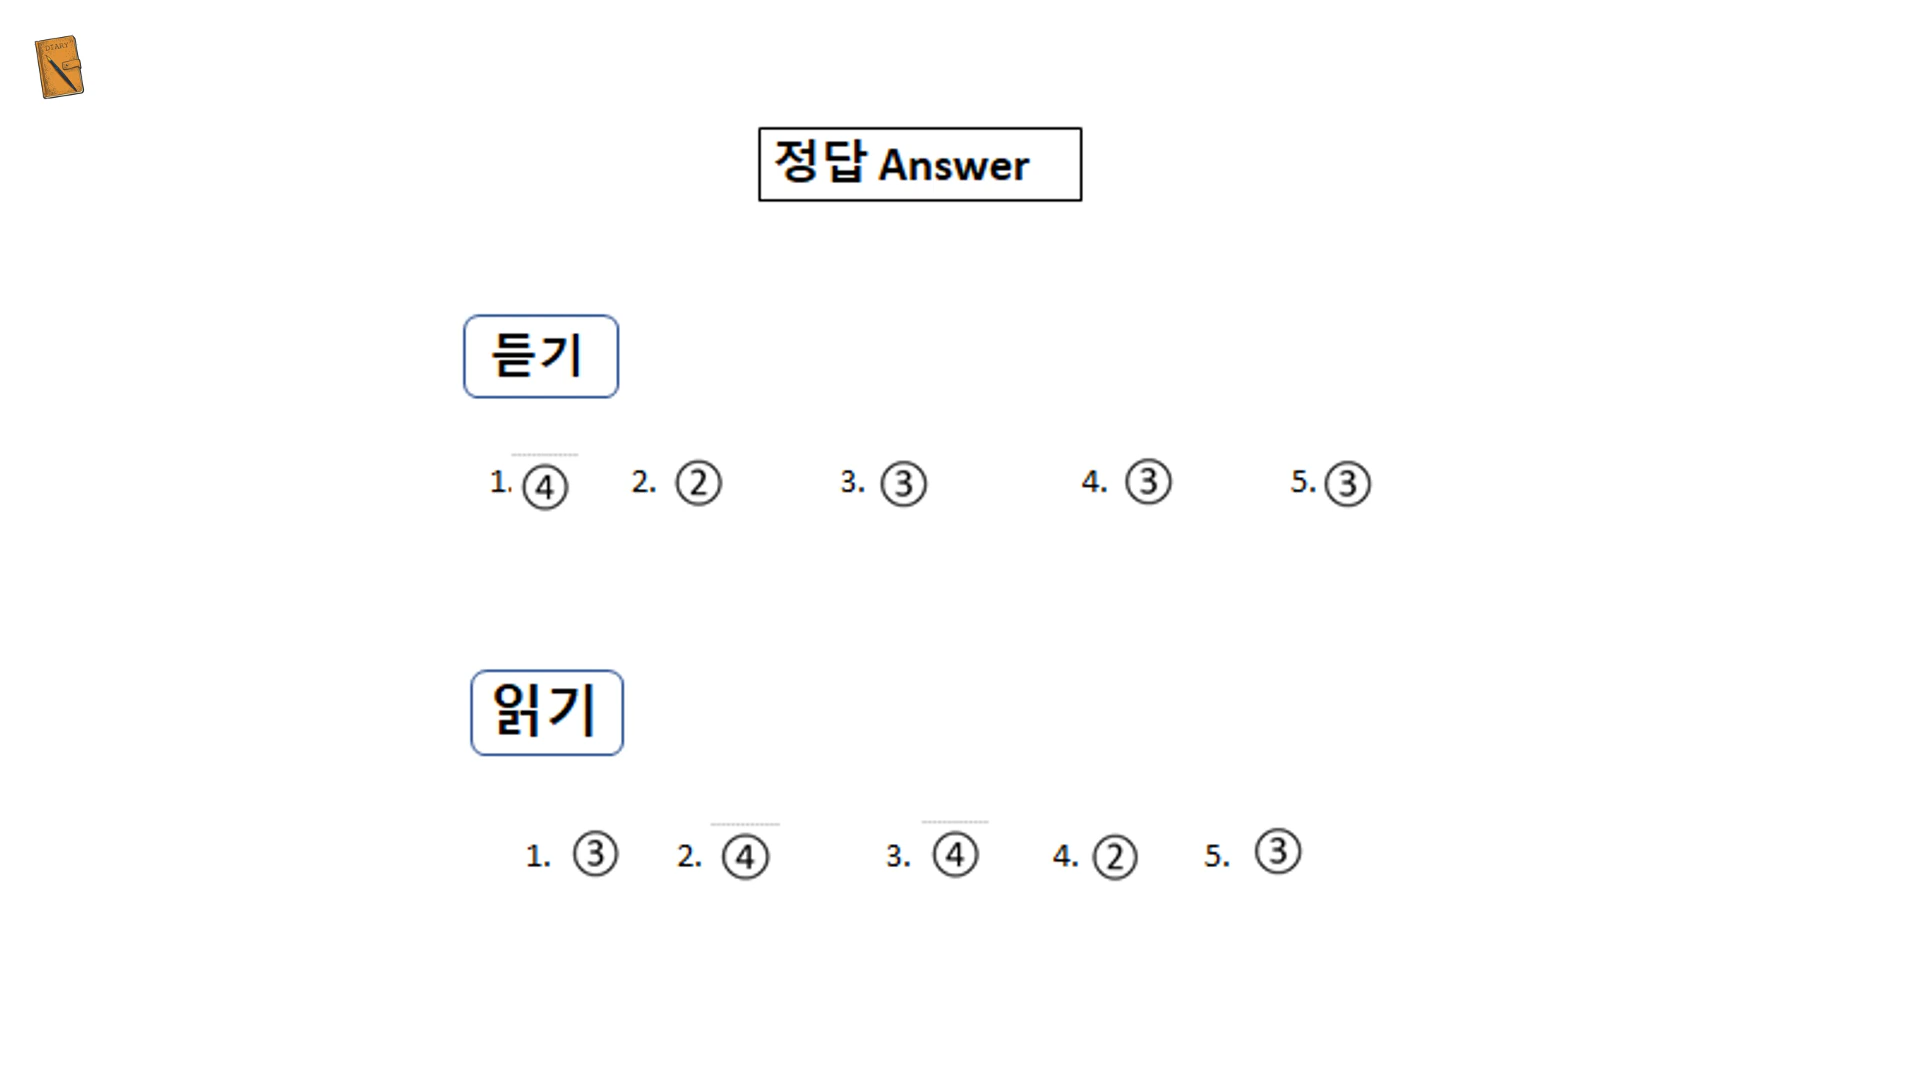 DIARY
정답 Answer
듣기
1. ④ 2. ② 3. ③ 4. ③ 5. ③
읽기
1. ③ 2. ④ 3. ④ 4. ② 5. ③